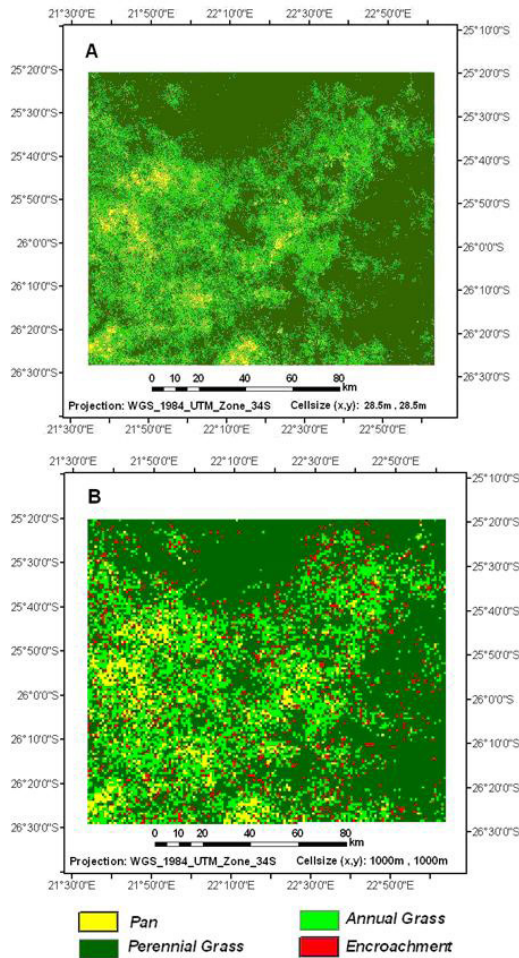 21°30'0"E 21°50'0"E 22°10'0"E 22°30'0"E 22°50'0"E
25°10'0"S
A
25°20'0"S 25°20'0"S
25°30'0"S 25°30'0"S
25°40'0"S 25°40'0"S
25°50'0"S 25°50'0"S
26°0'0"S 26°0'0"S
26°10'0"S 26°10'0"S
26°20'0"S 26°20'0"S
26°30'0"S 26°30'0"S
0 10 20 40 60 80
km
Projection: WGS_1984_UTM_Zone_34S Cellsize (x,y): 28.5m , 28.5m
21°30'0"E 21°50'0"E 22°10'0"E 22°30'0"E 22°50'0"E
21°30'0"E 21°50'0"E 22°10'0"E 22°30'0"E 22°50'0"E
25°10'0"S
B
25°20'0"S 25°20'0"S
25°30'0"S 25°30'0"S
25°40'0"S 25°40'0"S
25°50'0"S 25°50'0"S
26°0'0"S 26°0'0"S
26°10'0"S 26°10'0"S
26°20'0"S 26°20'0"S
26°30'0"S 26°30'0"S
0 10 20 40 60 80
km
Projection: WGS_1984_UTM_Zone_34S Cellsize (x,y): 1000m , 1000m
21°30'0"E 21°50'0"E 22°10'0"E 22°30'0"E 22°50'0"E
Pan Annual Grass
Perennial Grass Encroachment